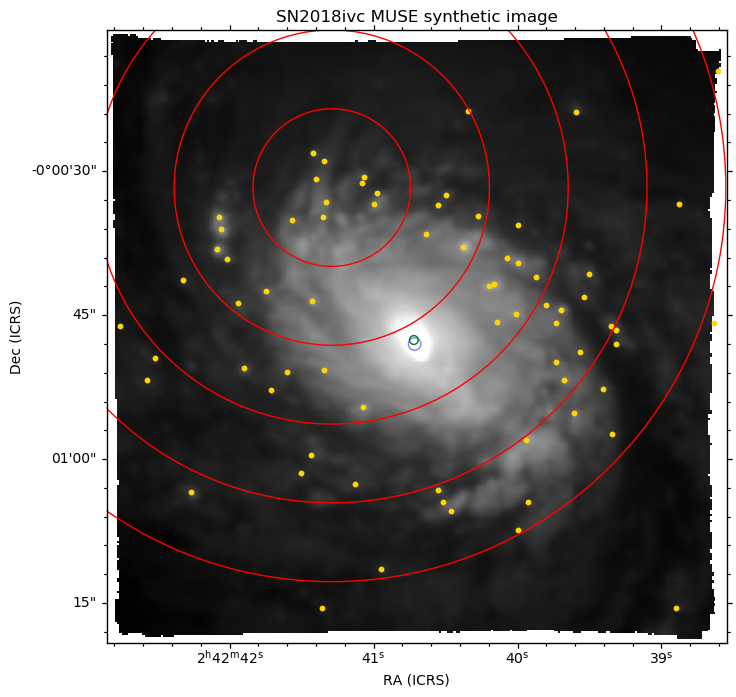 SN2018ivc MUSE synthetic image
-0°00'30"
45"
01'00"
15"
Dec (ICRS)
2h42m42s 41s 40s 39s
RA (ICRS)